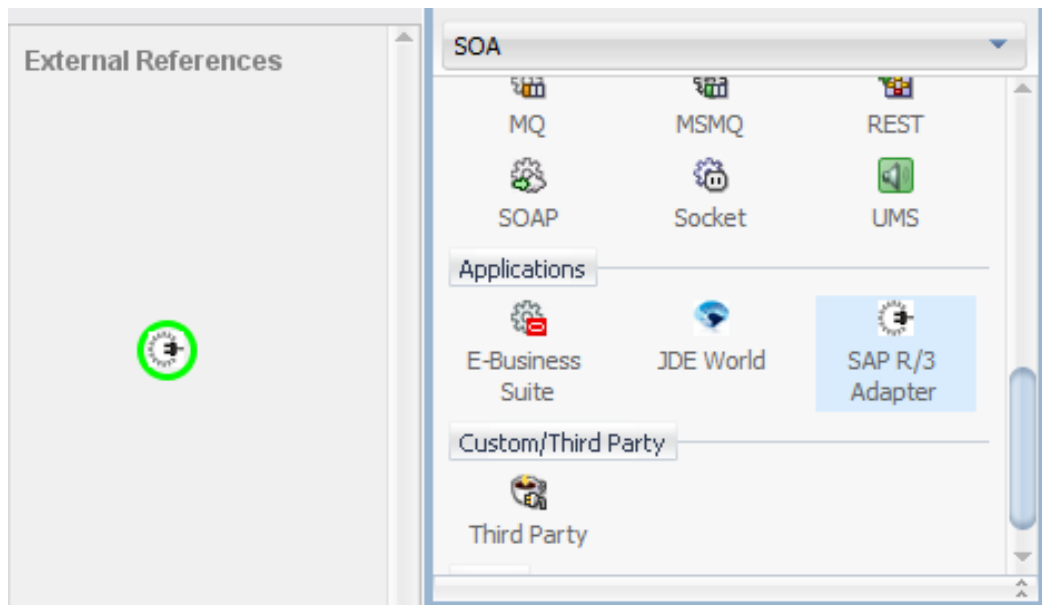 External References
SOA
MQ
MSMQ
REST
SOAP
Socket
UMS
Applications
E-Business
Suite
JDE World
SAP R/3
Adapter
Custom/Third Party
Third Party